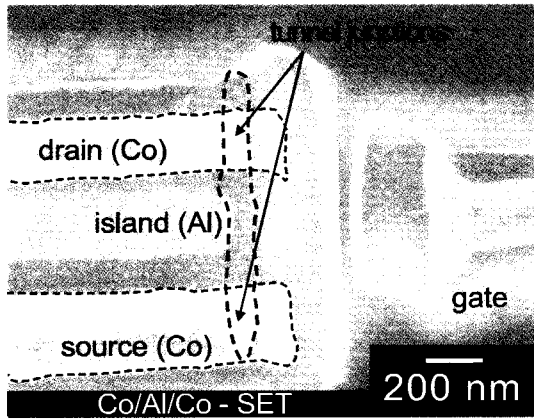 tunnel junctions
drain (Co)
island (Al)
gate
source (Co)
200 nm
Co/Al/Co - SET